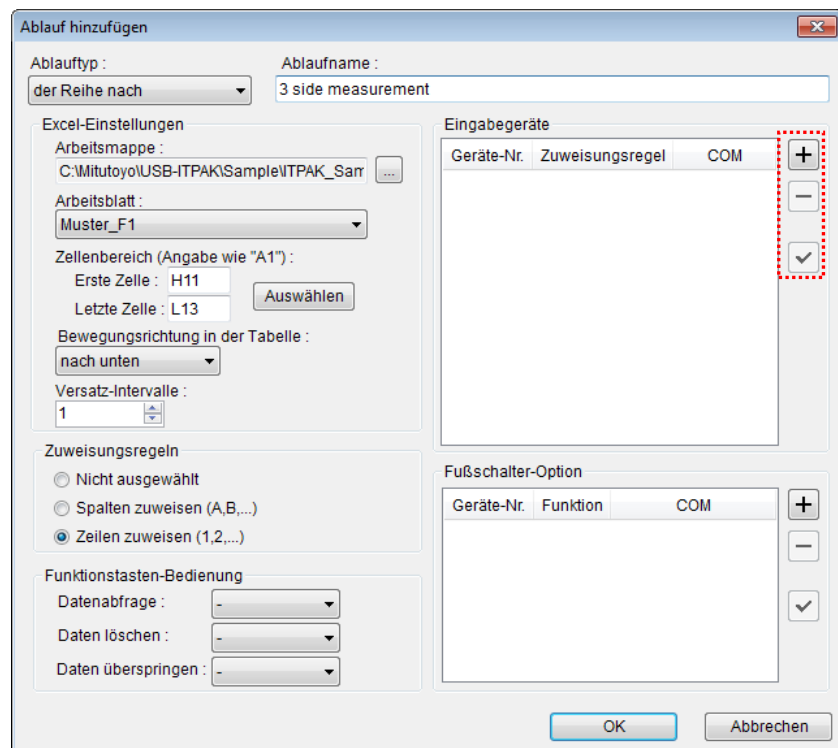 Ablauf hinzufügen
Ablauftyp :
Ablaufname :
der Reihe nach
3 side measurement
Excel-Einstellungen
Arbeitsmappe :
C:\Mitutoyo\USB-ITPAK\Sample\ITPAK_Sam
...
Arbeitsblatt :
Muster_F1
Zellenbereich (Angabe wie "A1") :
Erste Zelle : H11
Letzte Zelle : L13
Auswählen
Bewegungsrichtung in der Tabelle :
nach unten
Versatz-Intervalle :
1
Zuweisungsregeln
Nicht ausgewählt
Spalten zuweisen (A,B,...)
Zeilen zuweisen (1,2,...)
Funktionstasten-Bedienung
Datenabfrage : -
Daten löschen : -
Daten überspringen : -
Eingabegeräte
Geräte-Nr. Zuweisungsregel COM
Fußschalter-Option
Geräte-Nr. Funktion COM
OK Abbrechen